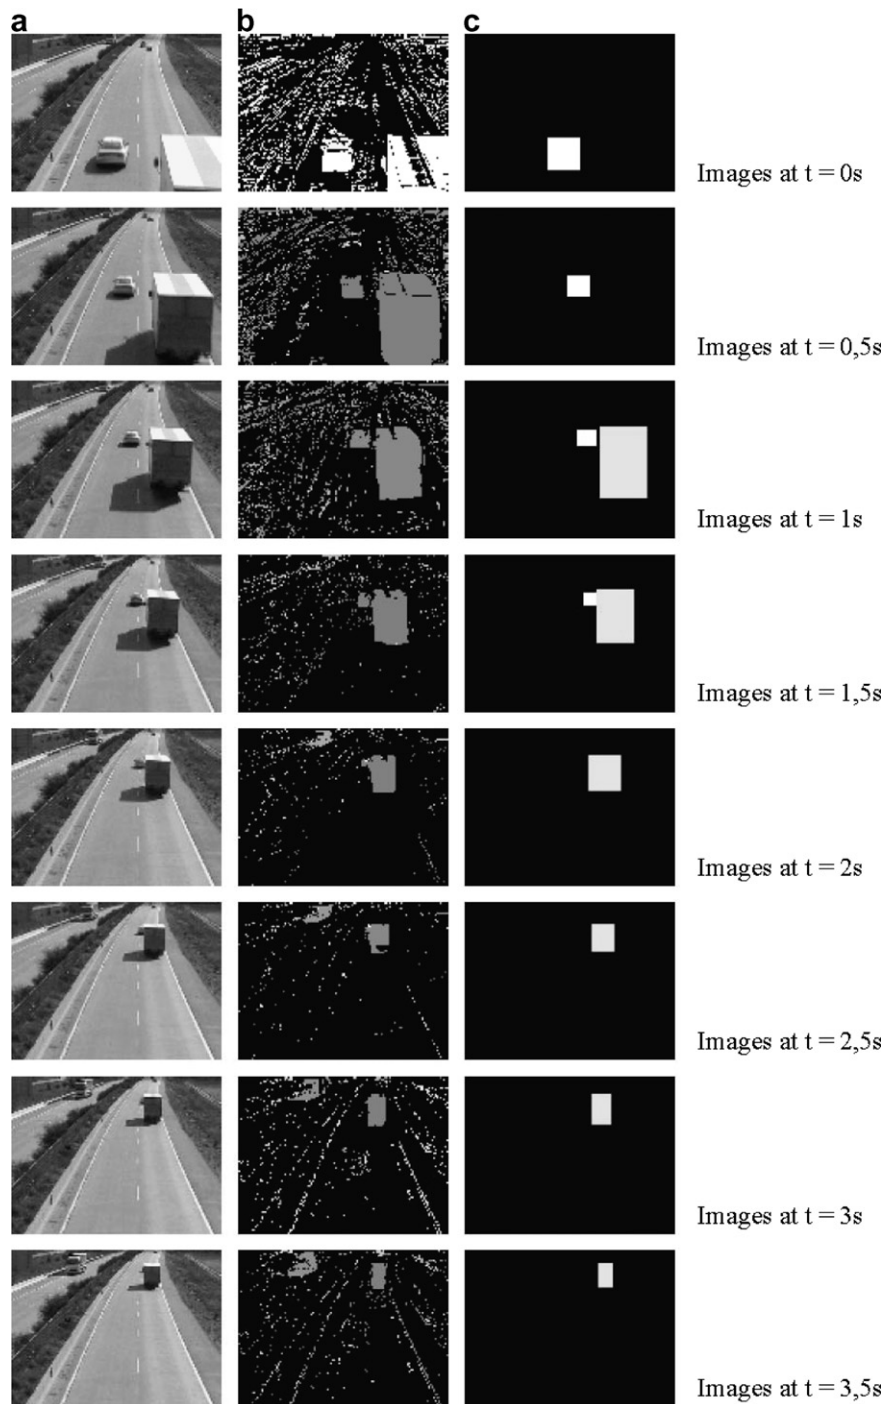 a
b
c
Images at t = 0s
Images at t = 0,5s
Images at t = 1s
Images at t = 1,5s
Images at t = 2s
Images at t = 2,5s
Images at t = 3s
Images at t = 3,5s